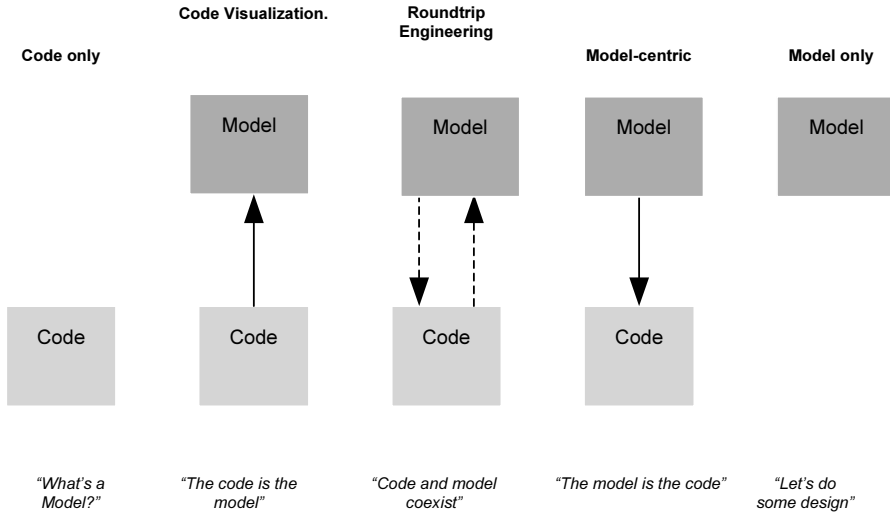 Code Visualization.
Roundtrip
Engineering
Code only
Model-centric
Model only
Model
Model
Model
Model
Code
Code
Code
Code
“What’s a
Model?”
“The code is the
model”
“Code and model
coexist”
“The model is the code”
“Let’s do
some design”